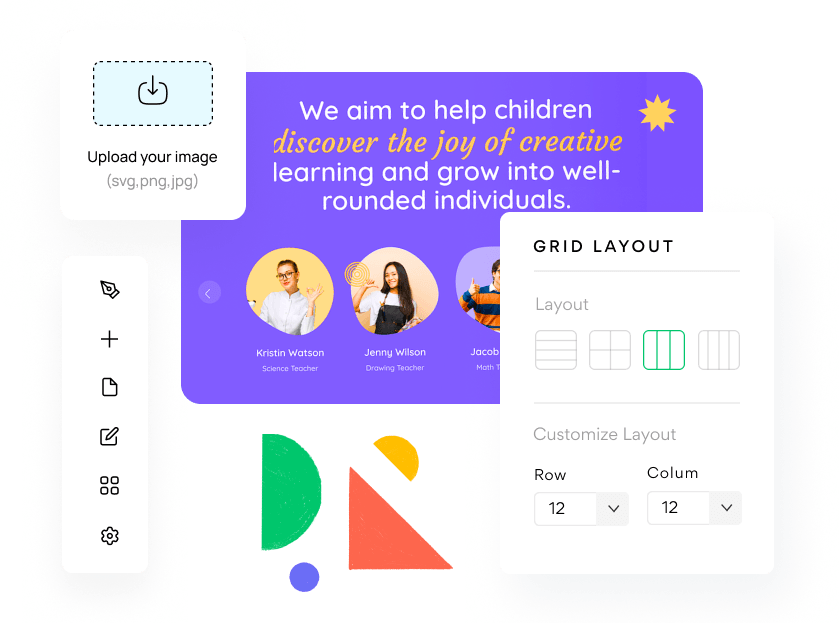 Upload your image
(svg,png,jpg)
We aim to help children
discover the joy of creative
learning and grow into well-
rounded individuals.
Kristin Watson
Science Teacher
Jenny Wilson
Drawing Teacher
Jacob
Math T
GRID LAYOUT
Layout
Customize Layout
Row
Colum
12
12